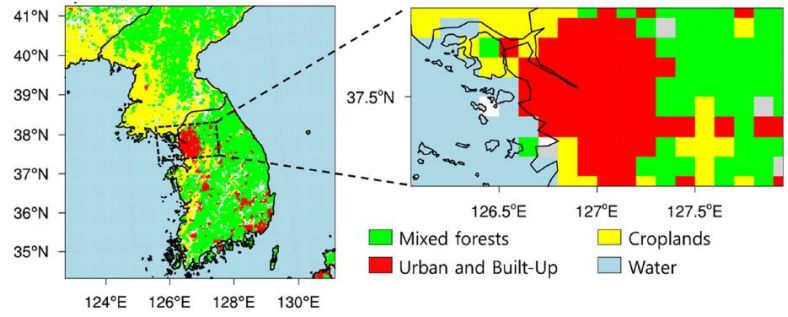 41°N
40°N
39°N
38°N
37°N
36°N
35°N
124°E 126°E 128°E 130°E
37.5°N
126.5°E 127°E 127.5°E
Mixed forests Croplands
Urban and Built-Up Water